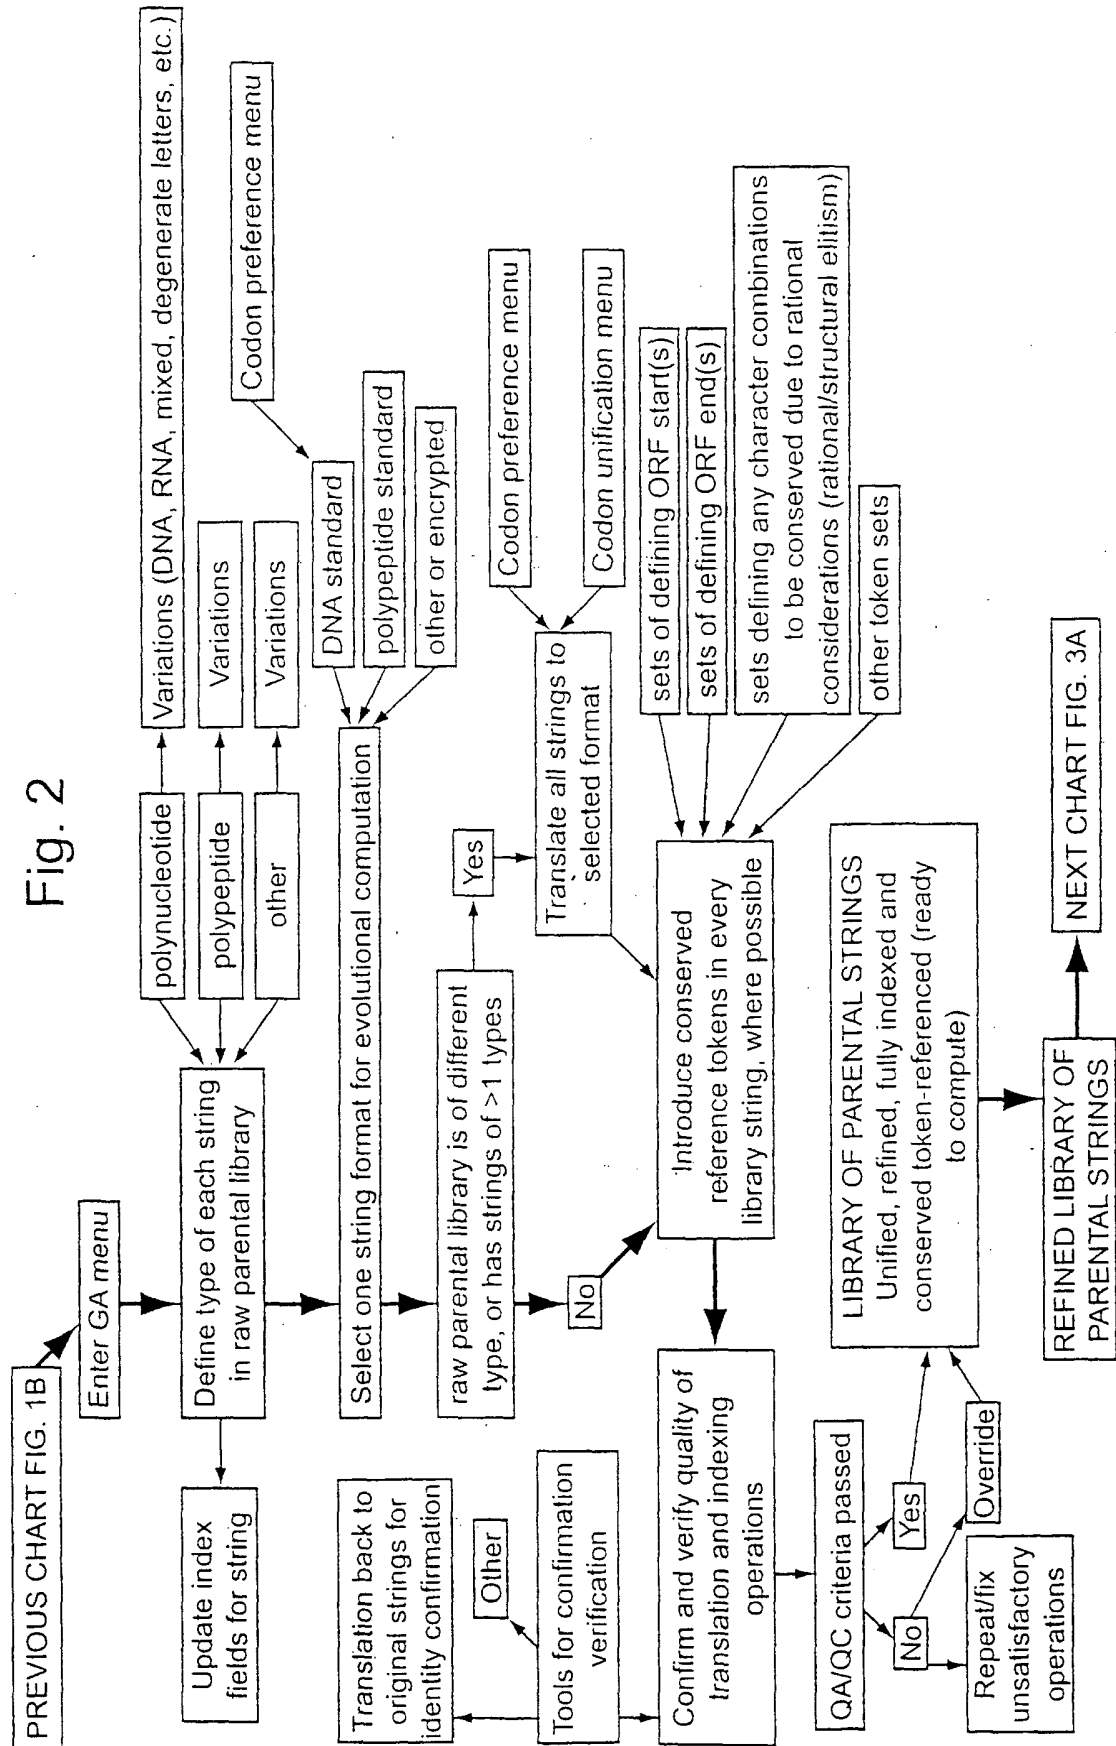 Fig. 2
PREVIOUS CHART FIG. 1B
Enter GA menu
Define type of each string
in raw parental library
Update index
fields for string
polynucleotide
polypeptide
other
Variations (DNA, RNA, mixed, degenerate letters, etc.)
Variations
Variations
Select one string format for evolutional computation
DNA standard
polypeptide standard
other or encrypted
Codon preference menu
raw parental library is of different
type, or has strings of >1 types
Yes
No
Translate all strings to
selected format
Codon preference menu
Codon unification menu
Introduce conserved
reference tokens in every
library string, where possible
sets of defining ORF start(s)
sets of defining ORF end(s)
sets defining any character combinations
to be conserved due to rational
considerations (rational/structural elitism)
other token sets
Translation back to
original strings for
identity confirmation
Other
Tools for confirmation
verification
Confirm and verify quality of
translation and indexing
operations
QA/QC criteria passed
Yes
No
Override
Repeat/fix
unsatisfactory
operations
LIBRARY OF PARENTAL STRINGS
Unified, refined, fully indexed and
conserved token-referenced (ready
to compute)
REFINED LIBRARY OF
PARENTAL STRINGS
NEXT CHART FIG. 3A